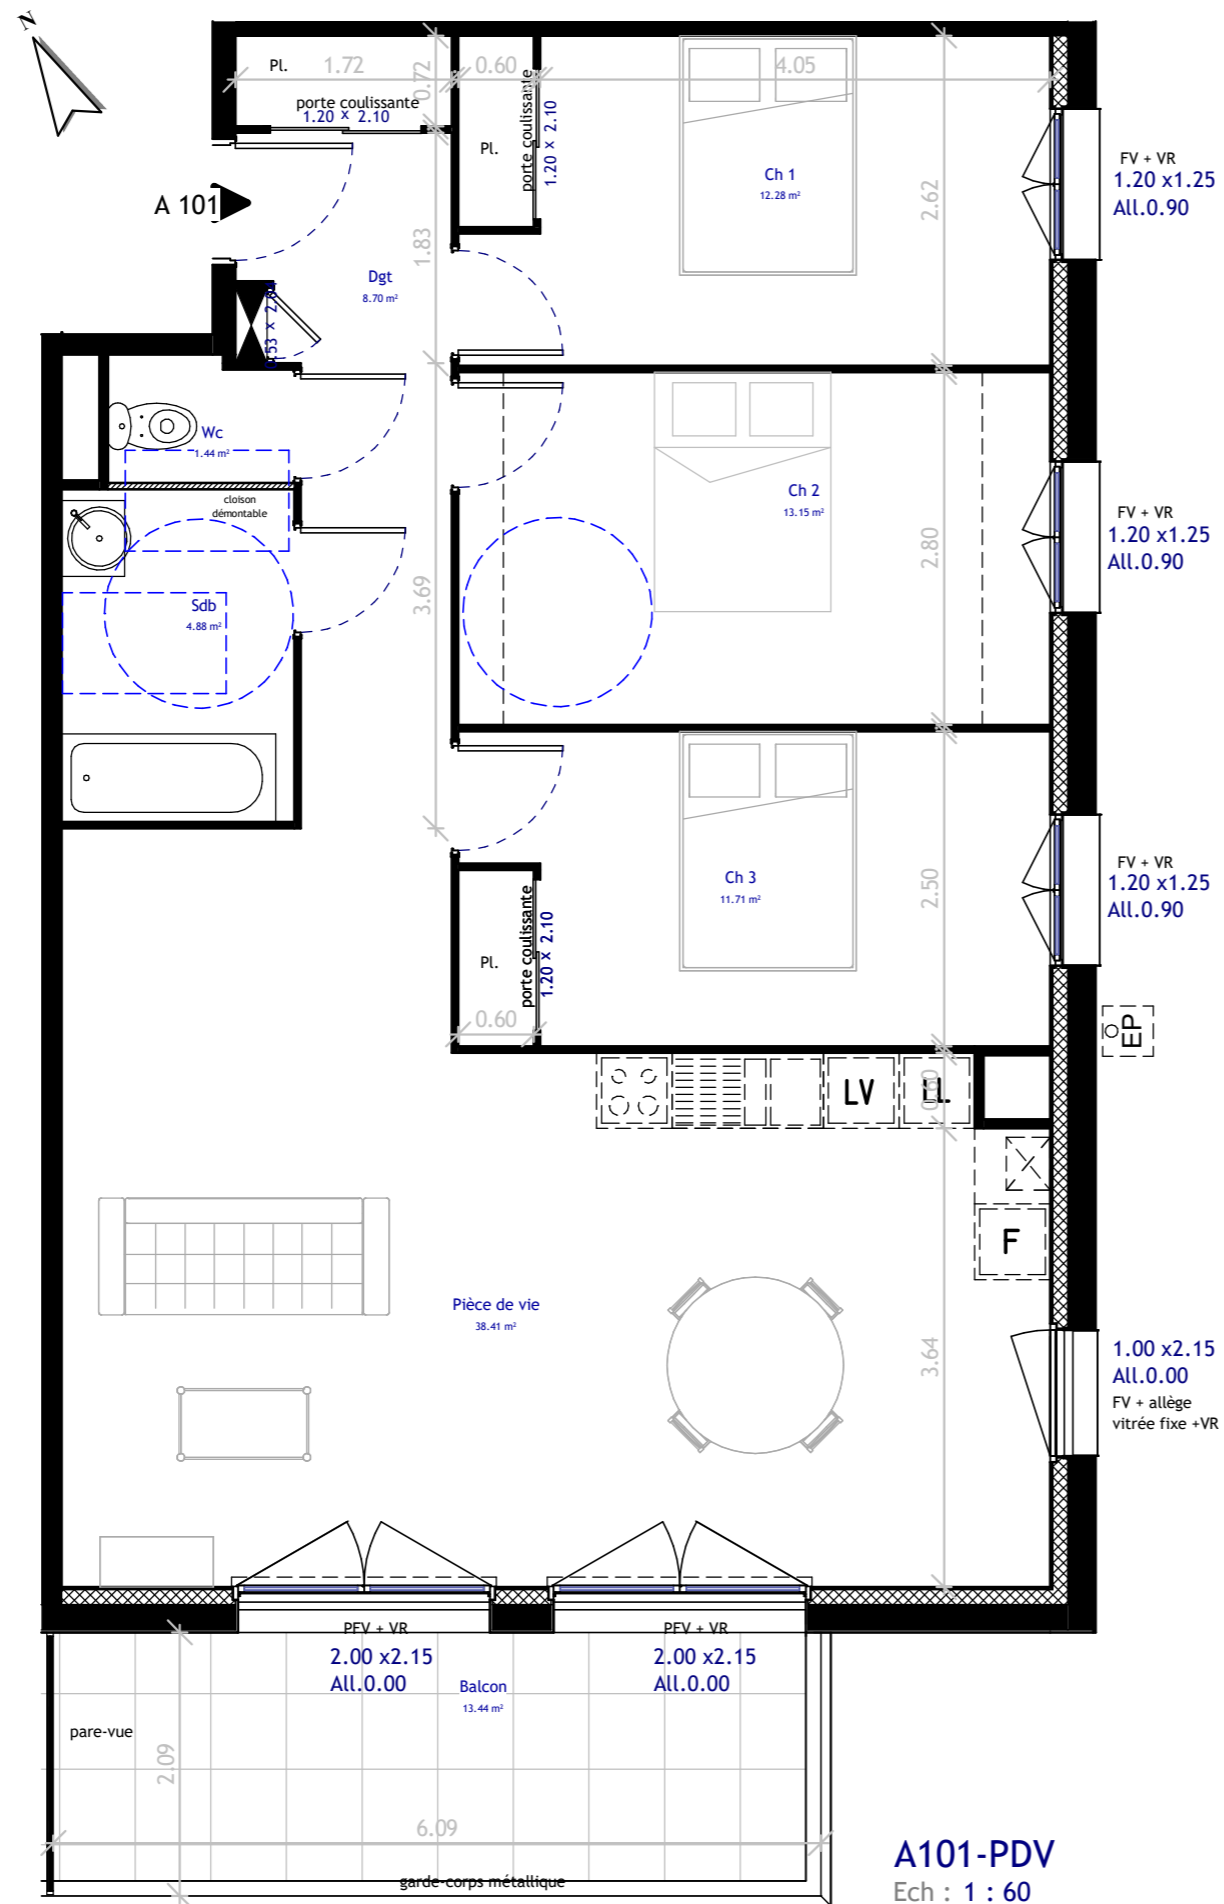 N
Pl.
1.72
0.72
0.60
4.05
porte coulissante
1.20 x 2.10
porte coulissante
1.20 x 2.10
Pl.
Ch 1
12.28 m²
2.62
FV + VR
1.20 x1.25
All.0.90
A 101
1.83
Dgt
8.70 m²
Wc
1.44 m²
cloison
démontable
Ch 2
13.15 m²
2.80
FV + VR
1.20 x1.25
All.0.90
3.69
Sdb
4.88 m²
Ch 3
11.71 m²
2.50
FV + VR
1.20 x1.25
All.0.90
porte coulissante
1.20 x 2.10
Pl.
0.60
EP
LV
LL
0.60
F
Pièce de vie
38.41 m²
3.64
1.00 x2.15
All.0.00
FV + allège
vitrée fixe +VR
PFV + VR
2.00 x2.15
All.0.00
PFV + VR
2.00 x2.15
All.0.00
Balcon
13.44 m²
pare-vue
2.09
6.09
garde-corps métallique
A101-PDV
Ech : 1 : 60